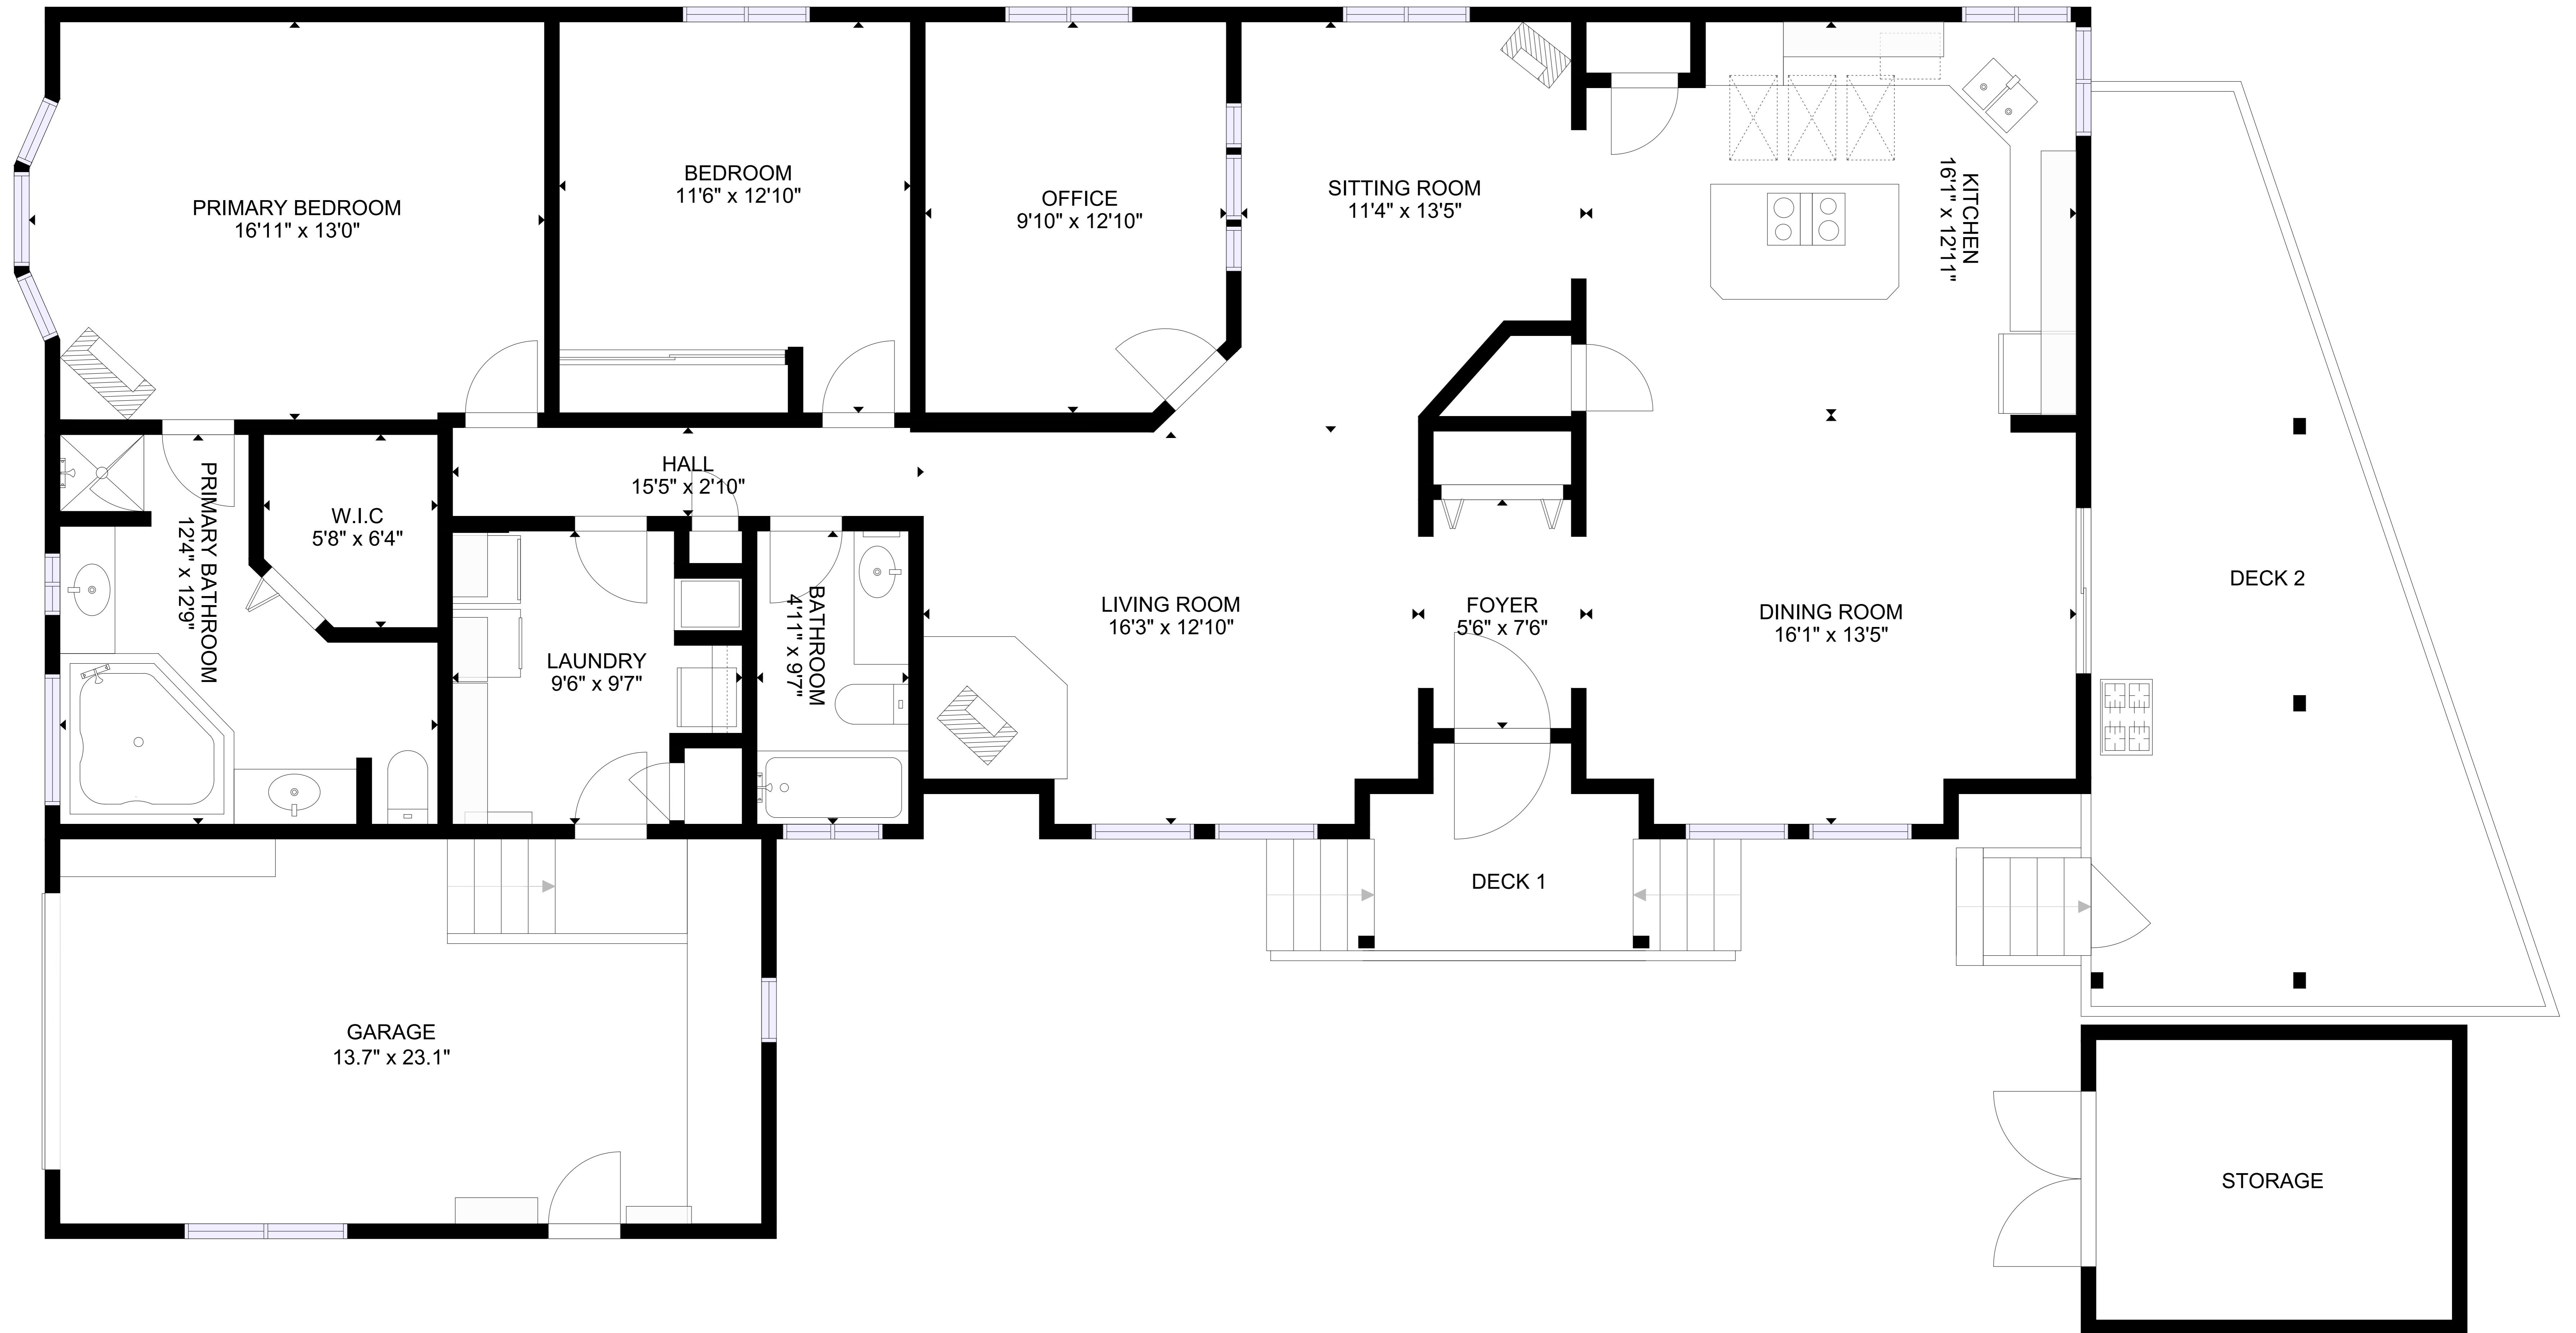 PRIMARY BEDROOM
16'11" x 13'0"
BEDROOM
11'6" x 12'10"
OFFICE
9'10" x 12'10"
SITTING ROOM
11'4" x 13'5"
KITCHEN
16'1" x 12'11"
HALL
15'5" x 2'10"
W.I.C
5'8" x 6'4"
PRIMARY BATHROOM
12'4" x 12'9"
LAUNDRY
9'6" x 9'7"
BATHROOM
4'11" x 9'7"
LIVING ROOM
16'3" x 12'10"
FOYER
5'6" x 7'6"
DINING ROOM
16'1" x 13'5"
DECK 2
DECK 1
GARAGE
13.7" x 23.1"
STORAGE